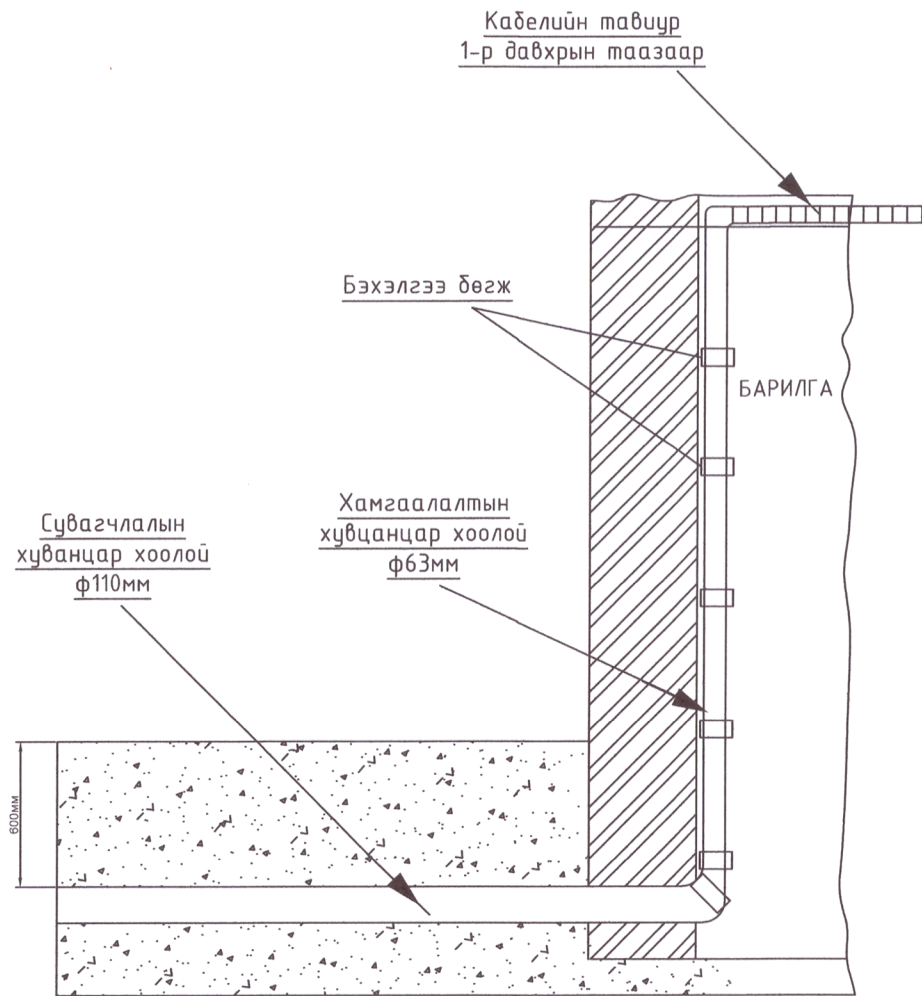 Кабелийн тавиур
1-р давхрын таазаар
Бэхэлгээ бөгж
БАРИЛГА
Хамгаалалтын
хувцанцар хоолой
ф63мм
Сувагчлалын
хуванцар хоолой
ф110мм
600мм